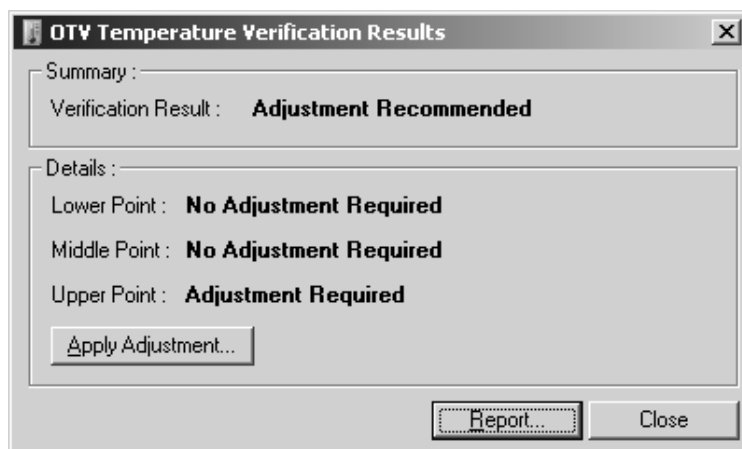 OTV Temperature Verification Results
Summary :
Verification Result : Adjustment Recommended
Details :
Lower Point : No Adjustment Required
Middle Point : No Adjustment Required
Upper Point : Adjustment Required
Apply Adjustment...
Report... Close